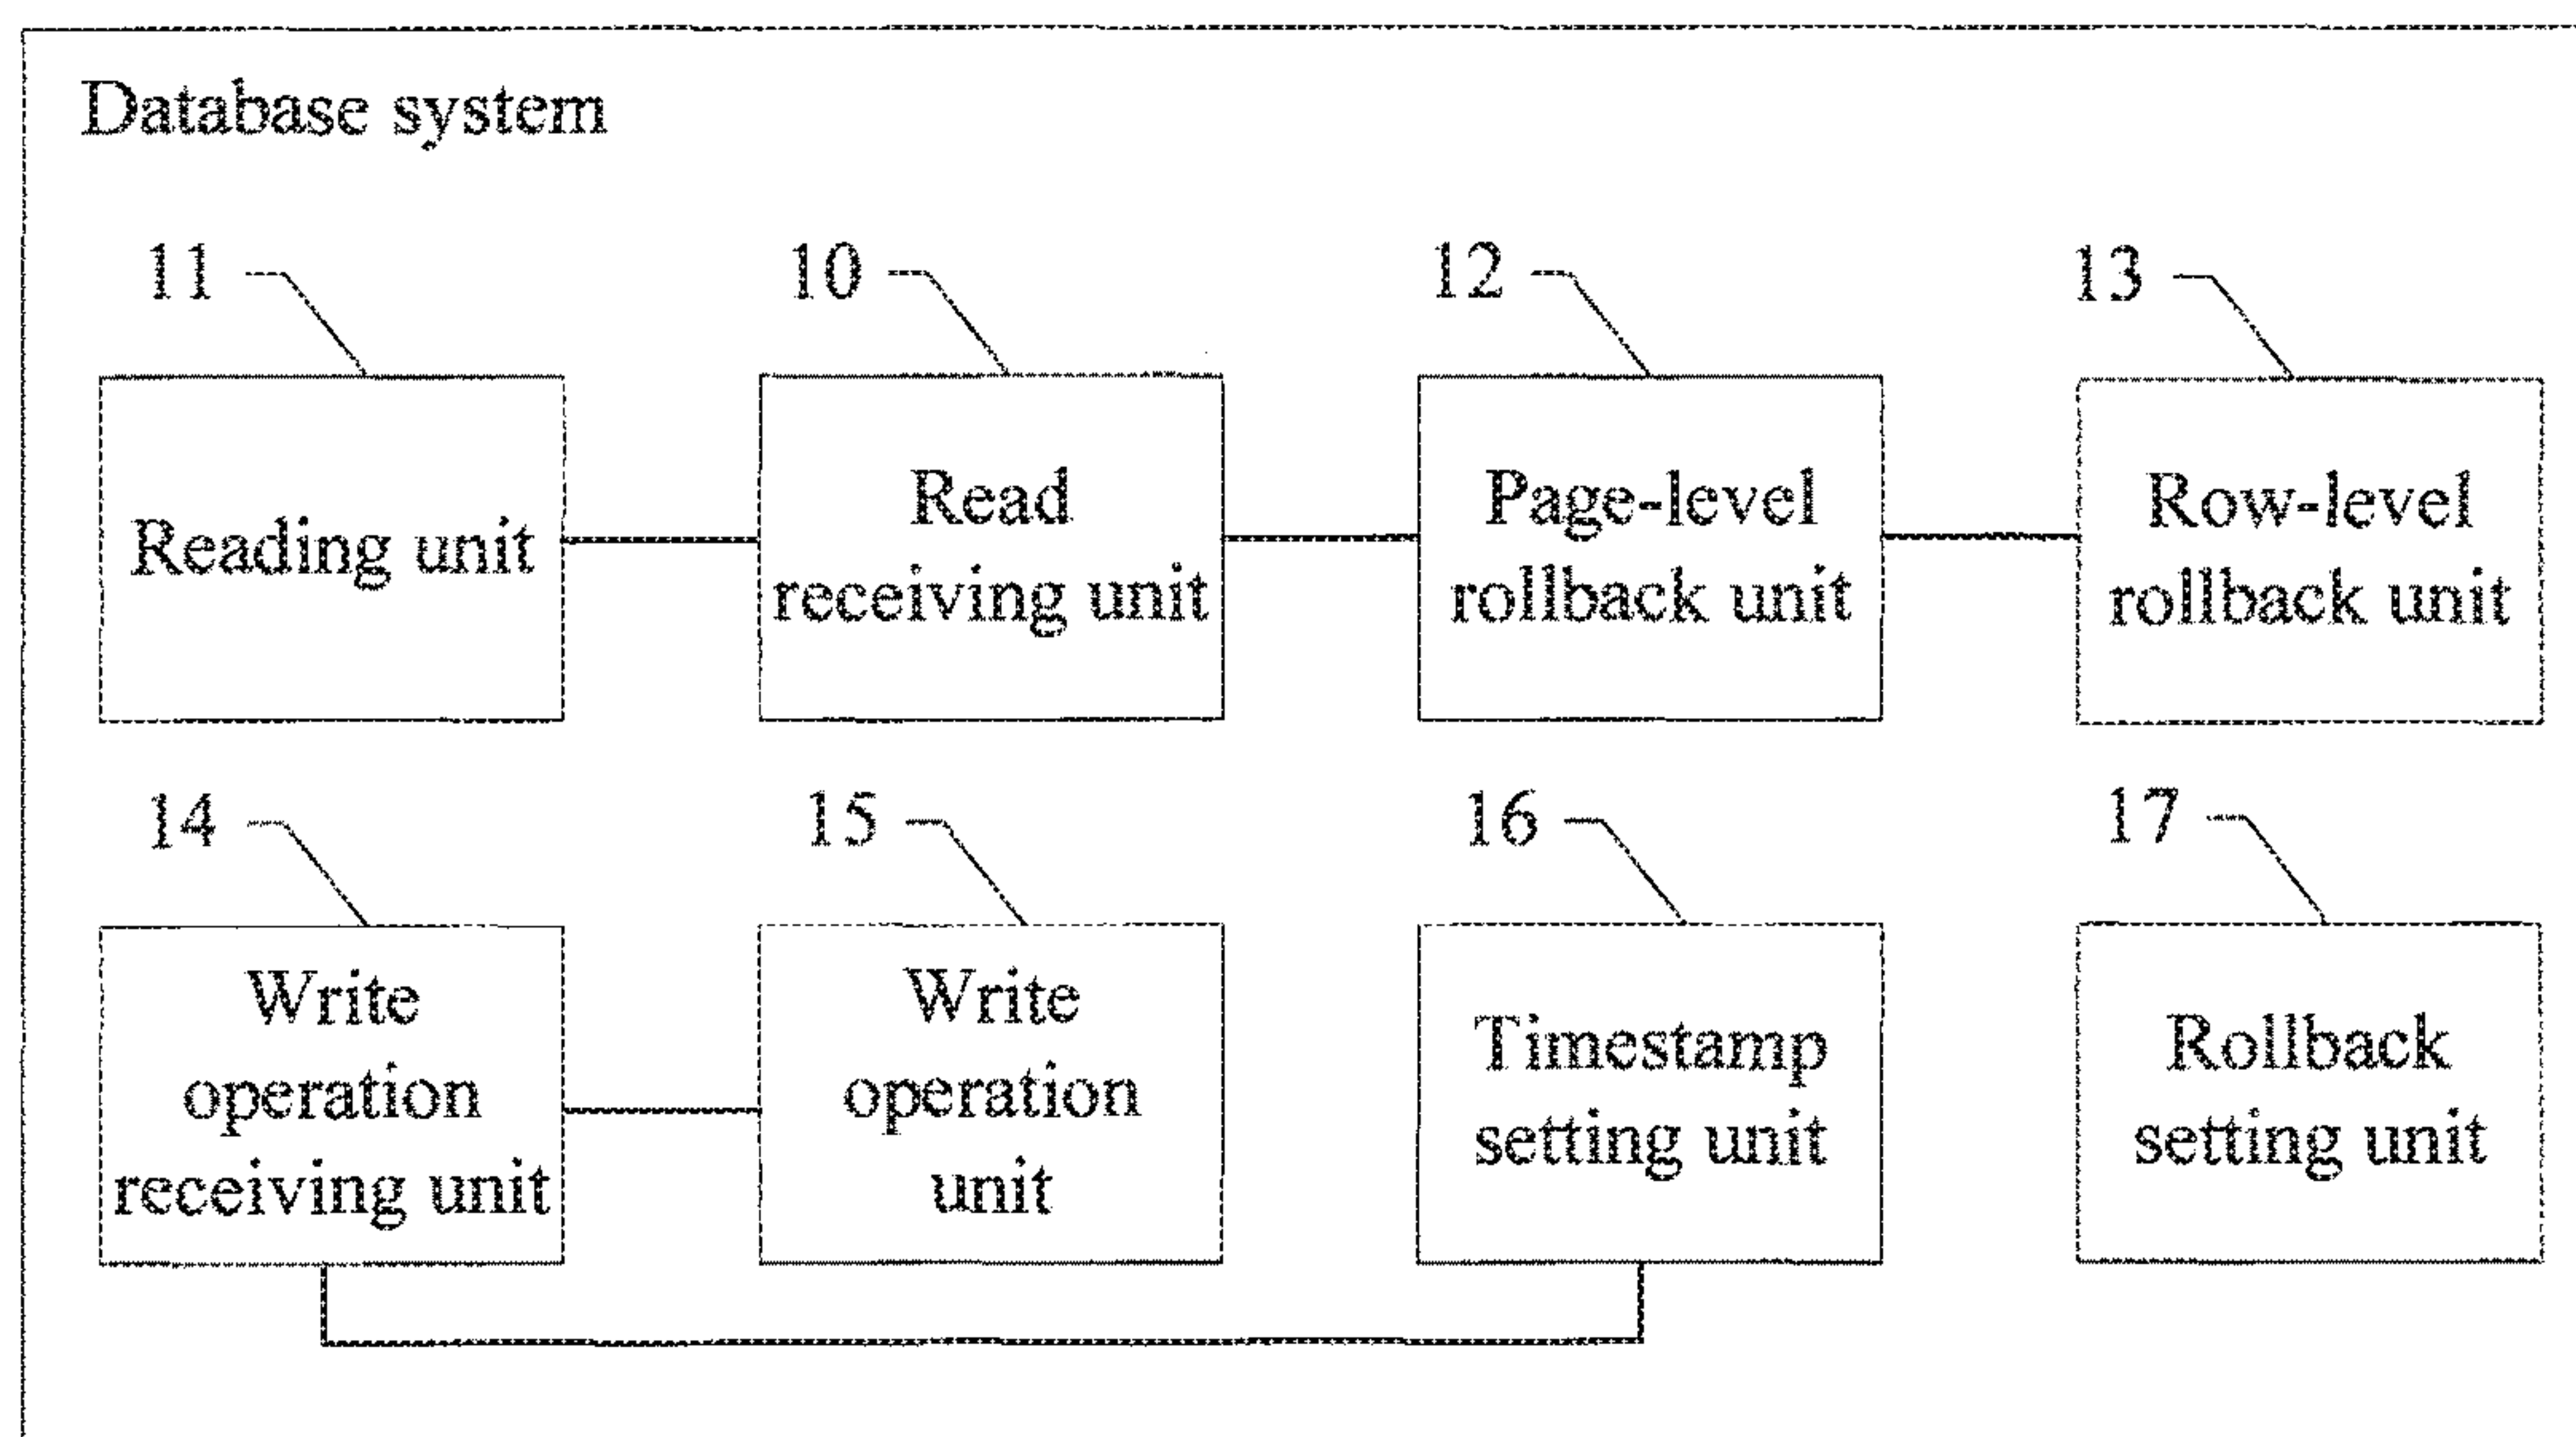 Database system
11
10
12
13
Reading unit
Read
receiving unit
Page-level
rollback unit
Row-level
rollback unit
14
15
16
17
Write
operation
receiving unit
Write
operation
unit
Timestamp
setting unit
Rollback
setting unit